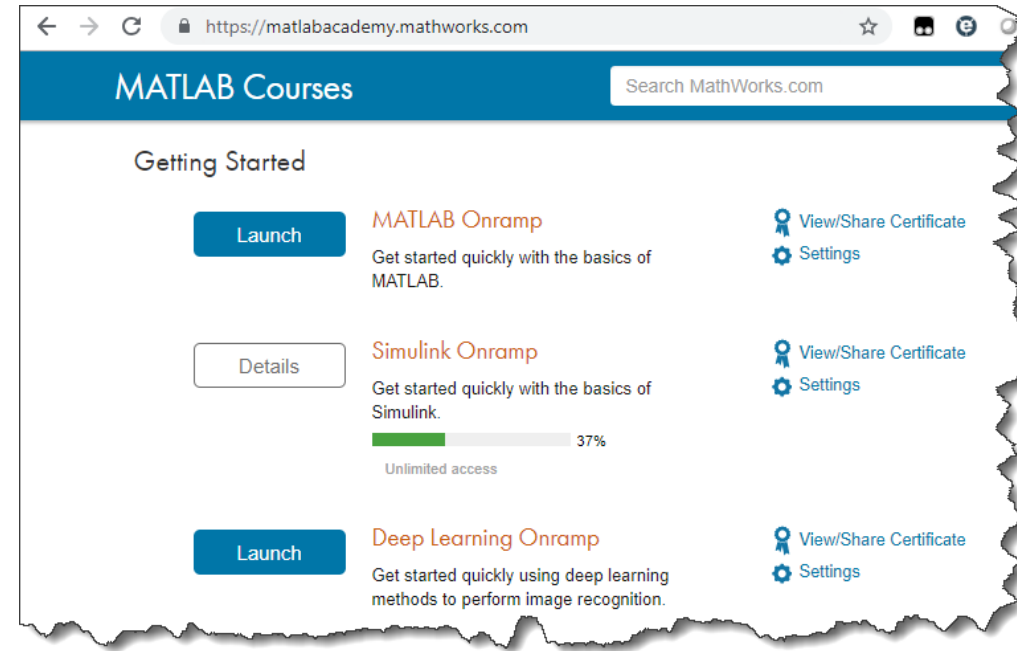 https://matlabacademy.mathworks.com
MATLAB Courses
Search MathWorks.com
Getting Started
Launch
MATLAB Onramp
Get started quickly with the basics of
MATLAB.
View/Share Certificate
Settings
Details
Simulink Onramp
Get started quickly with the basics of
Simulink.
37%
Unlimited access
View/Share Certificate
Settings
Launch
Deep Learning Onramp
Get started quickly using deep learning
methods to perform image recognition.
View/Share Certificate
Settings